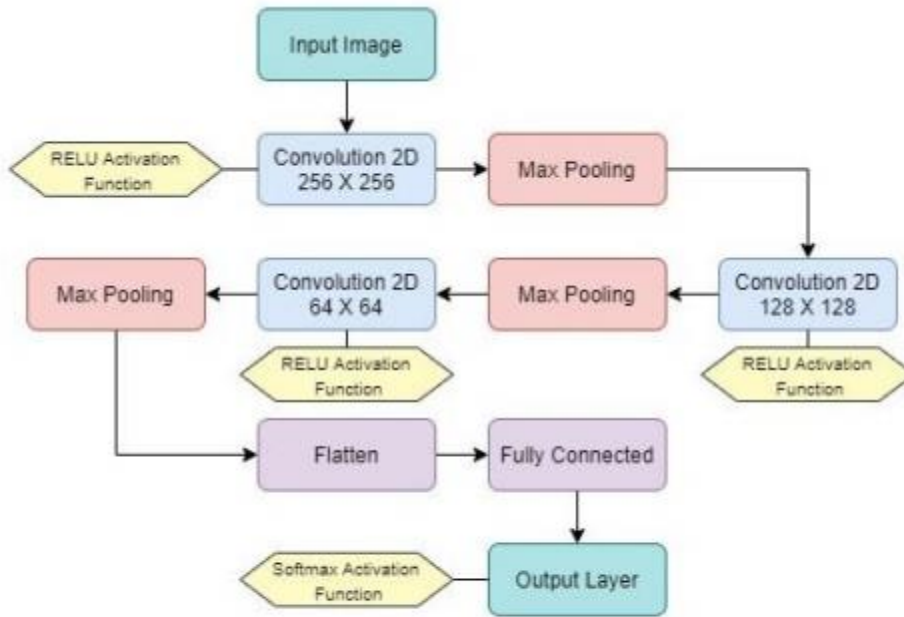 Input Image
RELU Activation
Function
Convolution 2D
256 X 256
Max Pooling
Max Pooling
Convolution 2D
64 X 64
Max Pooling
Convolution 2D
128 X 128
RELU Activation
Function
RELU Activation
Function
Flatten
Fully Connected
Softmax Activation
Function
Output Layer